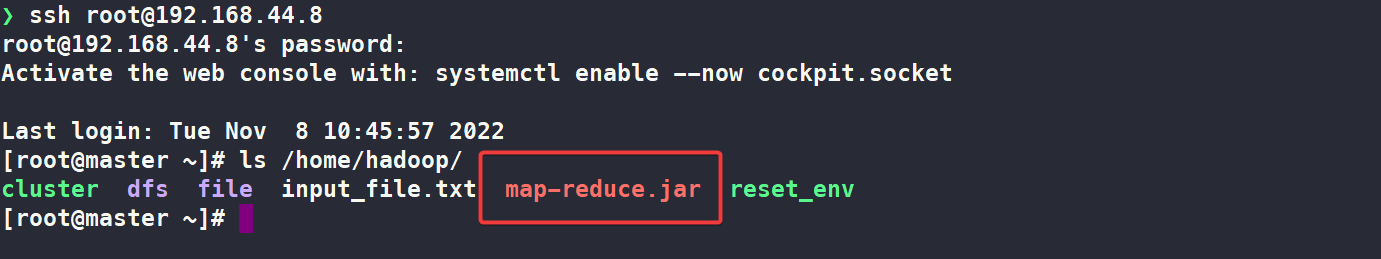 ❯ ssh root@192.168.44.8
root@192.168.44.8's password:
Activate the web console with: systemctl enable --now cockpit.socket
Last login: Tue Nov  8 10:45:57 2022
[root@master ~]# ls /home/hadoop/
cluster  dfs  file  input_file.txt  map-reduce.jar  reset_env
[root@master ~]#